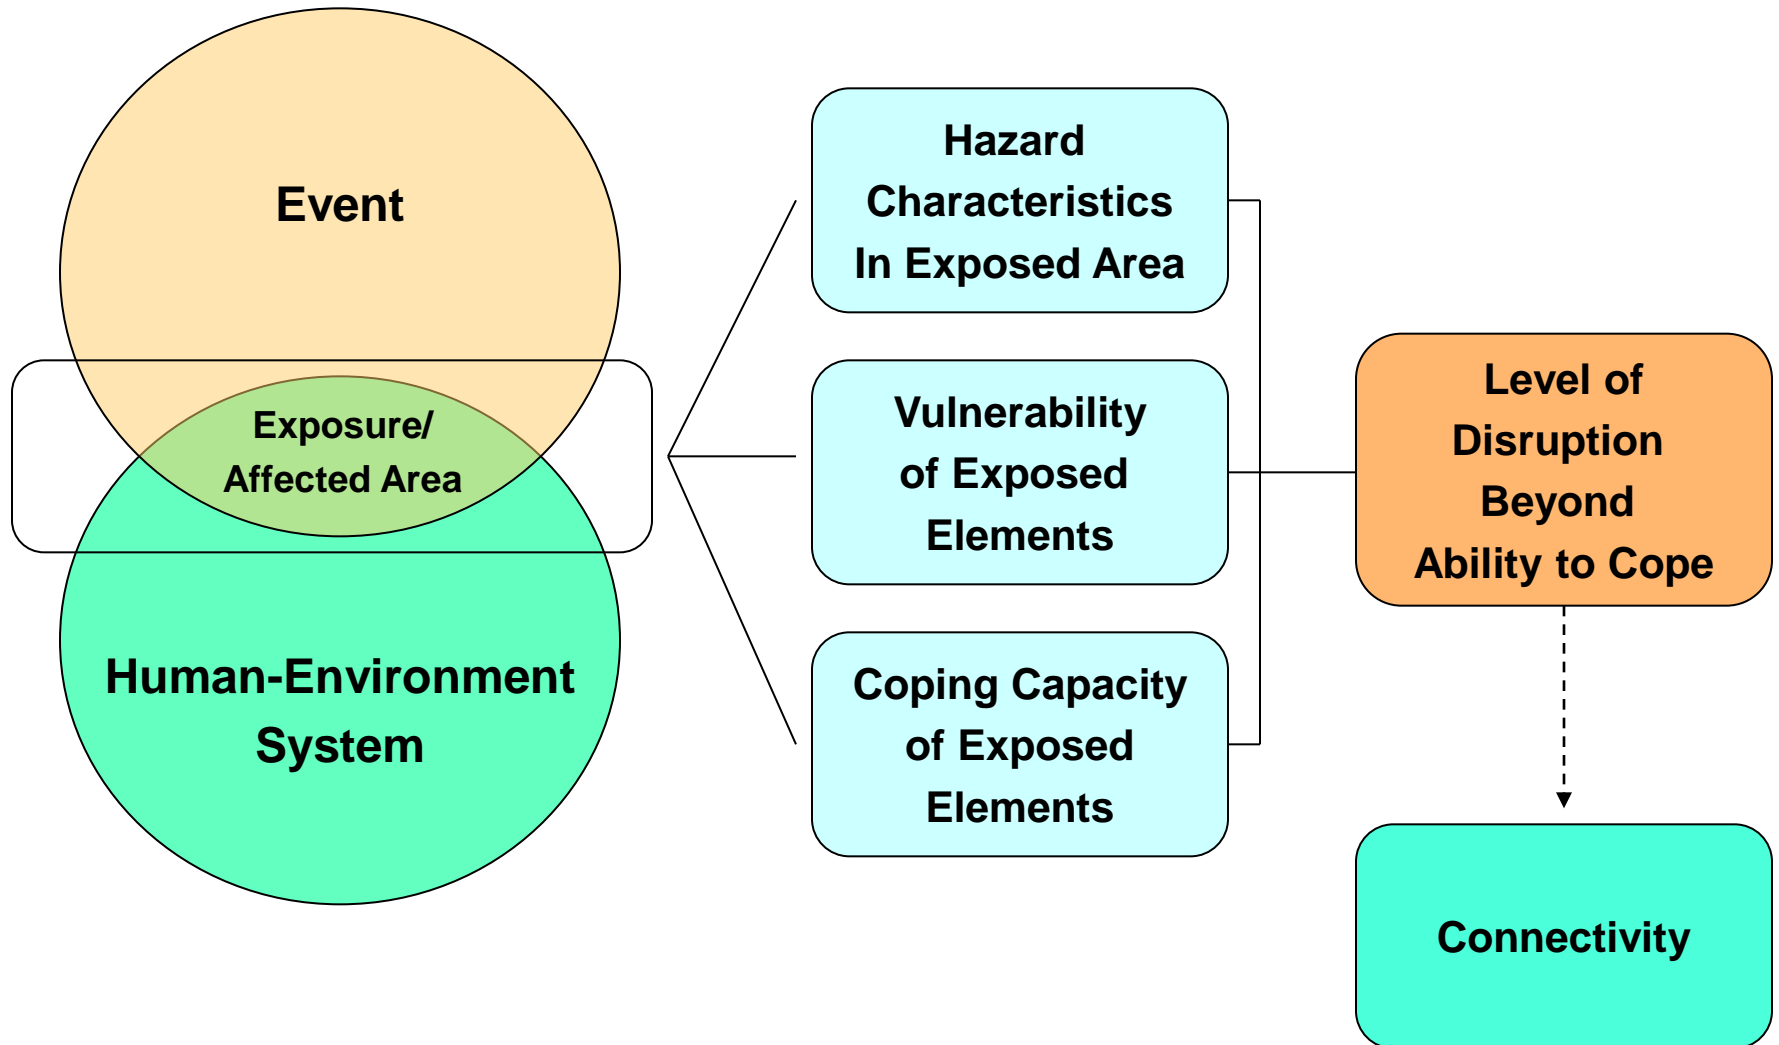 Event
Exposure/
Affected Area
Human-Environment
System
Hazard
Characteristics
In Exposed Area
Vulnerability
of Exposed
Elements
Coping Capacity
of Exposed
Elements
Level of
Disruption
Beyond
Ability to Cope
Connectivity